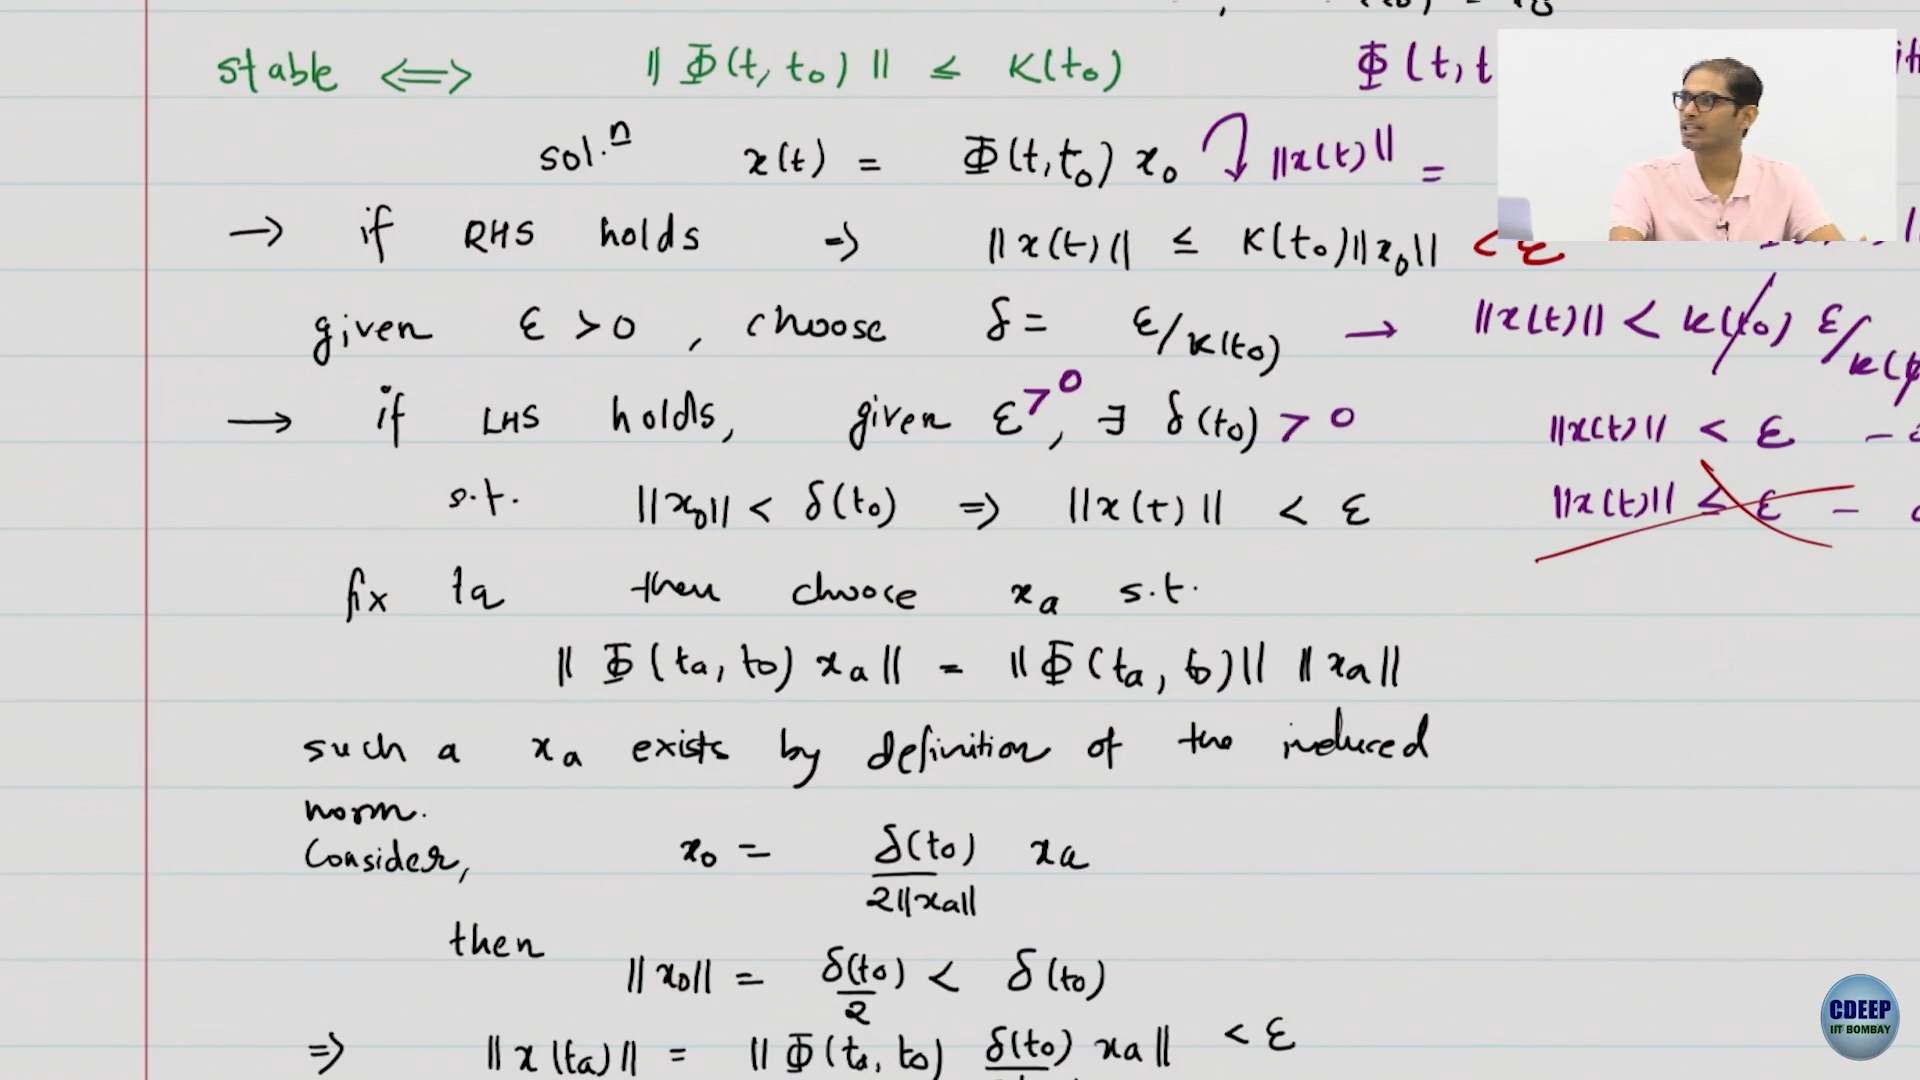 stable ⟺ ‖Φ(t, t₀)‖ ≤ K(t₀) Φ(t, t
sol.ⁿ x(t) = Φ(t, t₀) x₀ ‖x(t)‖ =
→ if RHS holds ⇒ ‖x(t)‖ ≤ K(t₀)‖x₀‖ < ε
given ε > 0, choose δ = ε/K(t₀) → ‖x(t)‖ < K(t₀) ε/K(t
→ if LHS holds, given ε > 0, ∃ δ(t₀) > 0 ‖x(t)‖ < ε –
s.t. ‖x₀‖ < δ(t₀) ⇒ ‖x(t)‖ < ε ‖x(t)‖ ≤ ε –
fix ta then choose xa s.t.
‖Φ(ta, t₀) xa‖ = ‖Φ(ta, t₀)‖ ‖xa‖
such a xa exists by definition of the induced
norm.
Consider, x₀ = δ(t₀)/2‖xa‖ xa
then
‖x₀‖ = δ(t₀)/2 < δ(t₀)
⇒ ‖x(ta)‖ = ‖Φ(ta, t₀) δ(t₀) xa‖ < ε
CDEEP
IIT BOMBAY